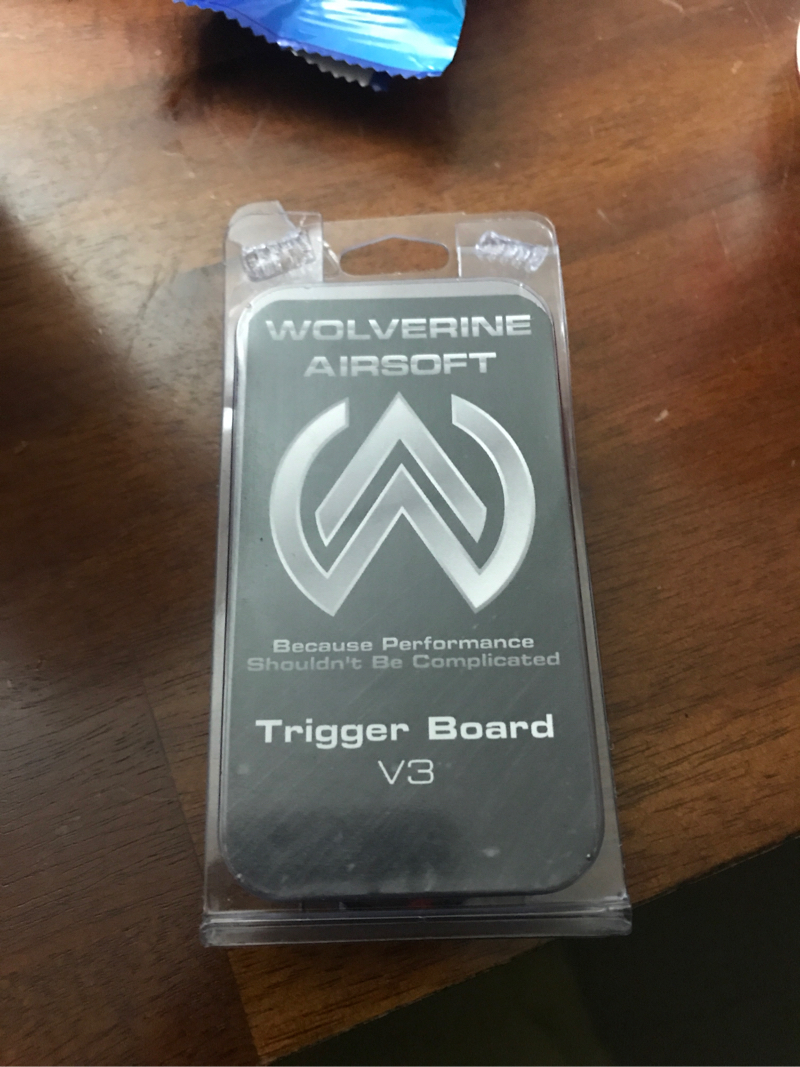 WOLVERINE
AIRSOFT
Because Performance
Shouldn't Be Complicated
Trigger Board
V3